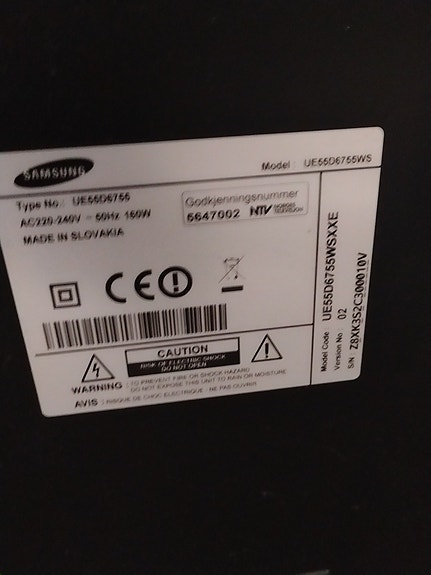 SAMSUNG
Model : UE55D6755WS
Type No. : UE55D6755
AC220-240V ~ 50Hz 160W
MADE IN SLOVAKIA
Godkjenningsnummer
5647002 NTV NORGES TELEVISJON
CE
CAUTION
RISK OF ELECTRIC SHOCK
DO NOT OPEN
WARNING : TO PREVENT FIRE OR SHOCK HAZARD
DO NOT EXPOSE THIS UNIT TO RAIN OR MOISTURE
AVIS : RISQUE DE CHOC ELECTRIQUE - NE PAS OUVRIR
Model Code UE55D6755WSXXE
Version No 02
S/N Z8XK3S2C300010V